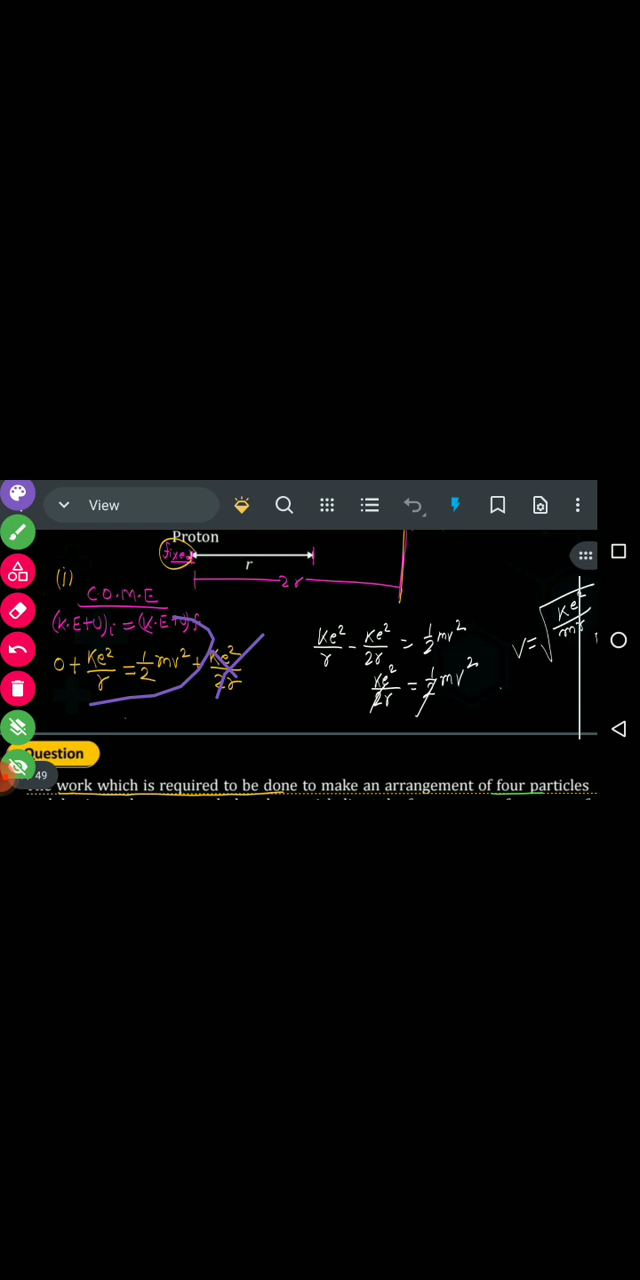 View
Proton
fixed
r
2r
(i)
C.O.M.E
(K.E+U)i = (K.E+U)f
0 + Ke²/r = 1/2 mv² + Ke²/2r
Ke²/r - Ke²/2r = 1/2 mv²
Ke²/2r = 1/2 mv²
v = √
Question
49
work which is required to be done to make an arrangement of four particles